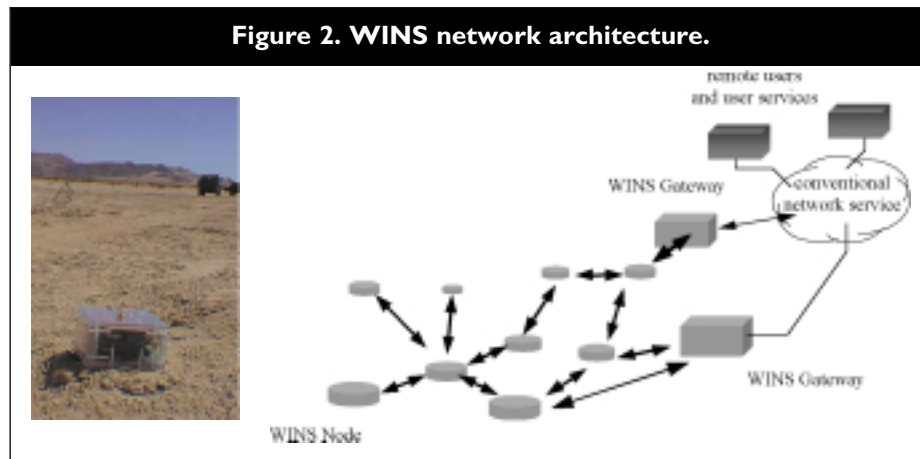 Figure 2. WINS network architecture.
remote users
and user services
WINS Gateway
conventional
network service
WINS Gateway
WINS Node